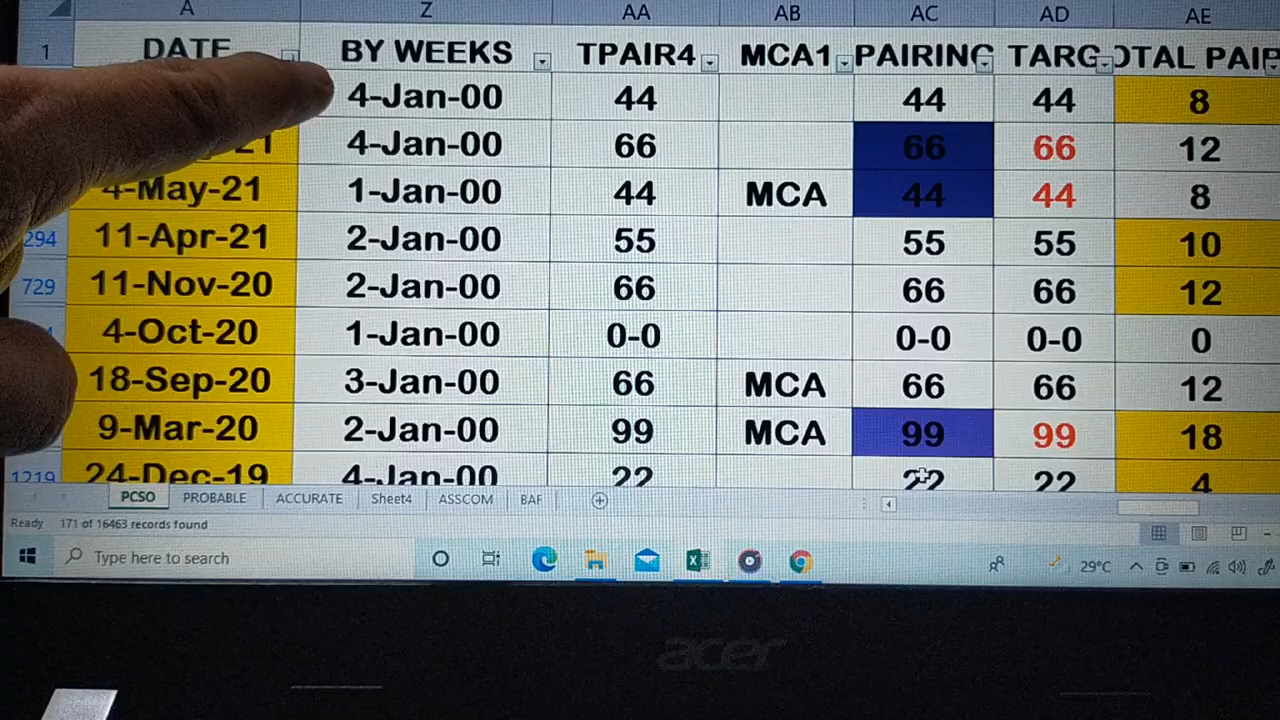 A Z AA AB AC AD AE
1 DATE BY WEEKS TPAIR4 MCA1 PAIRING TARG OTAL PAIR
4-Jan-00 44 44 44 8
4-Jan-00 66 66 66 12
4-May-21 1-Jan-00 44 MCA 44 44 8
294 11-Apr-21 2-Jan-00 55 55 55 10
729 11-Nov-20 2-Jan-00 66 66 66 12
4-Oct-20 1-Jan-00 0-0 0-0 0-0 0
18-Sep-20 3-Jan-00 66 MCA 66 66 12
9-Mar-20 2-Jan-00 99 MCA 99 99 18
1219 24-Dec-19 4-Jan-00 22 22 22 4
PCSO PROBABLE ACCURATE Sheet4 ASSCOM BAF
Ready 171 of 16463 records found
Type here to search 29°C
acer